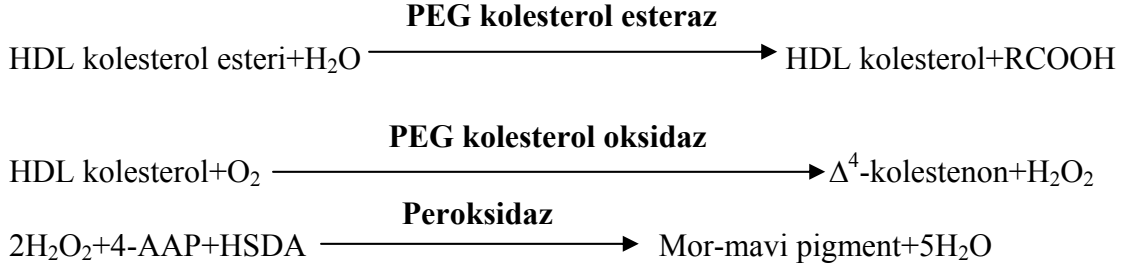 PEG kolesterol esteraz
HDL kolesterol esteri+H₂O → HDL kolesterol+RCOOH
PEG kolesterol oksidaz
HDL kolesterol+O₂ → Δ⁴-kolestenon+H₂O₂
Peroksidaz
2H₂O₂+4-AAP+HSDA → Mor-mavi pigment+5H₂O